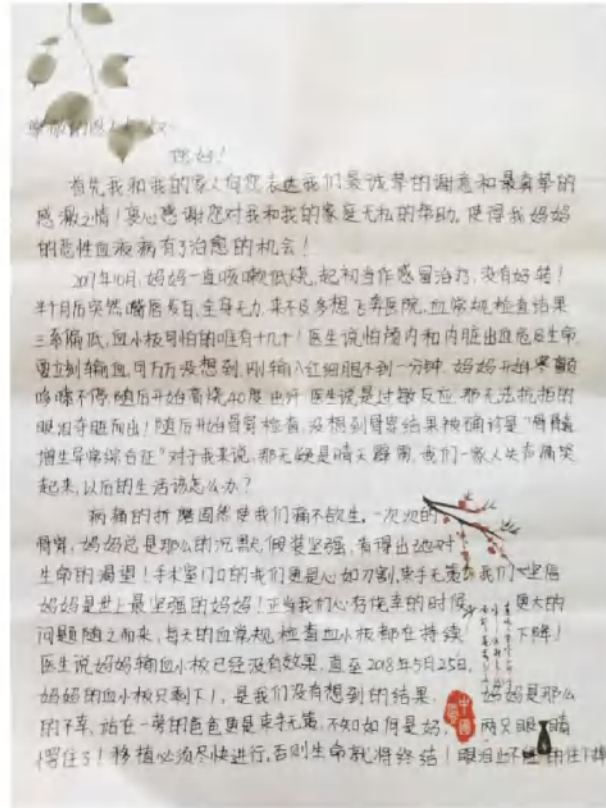 您好！
首先我和我的家人向您表达我们最诚挚的谢意和最真挚的
感激之情！衷心感谢您对我和我的家庭无私的帮助，使得我妈妈
的恶性血液病有了治愈的机会！
2017年10月，妈妈一直咳嗽低烧，起初当作感冒治疗，没有好转！
半个月后突然嘴唇发白，全身无力，来不及多想飞奔医院，血常规检查结果
三系偏低，血小板可怕的唯有十几个！医生说怕颅内和内脏出血危及生命，
要立刻输血，可万万没想到，刚输入红细胞不到一分钟，妈妈开始寒颤
哆嗦不停，随后开始高烧40度出汗 医生说是过敏反应，那无法抗拒的
眼泪夺眶而出！随后开始骨穿检查，没想到骨穿结果被确诊是“骨髓
增生异常综合征”对于我来说，那无疑是晴天霹雳，我们一家人失声痛哭
起来，以后的生活该怎么办？
病痛的折磨固然使我们痛不欲生，一次次的
骨穿，妈妈总是那么的沉默，假装坚强，看得出她对
生命的渴望！手术室门口的我们更是心如刀割，束手无策 我们坚信
妈妈是世上最坚强的妈妈！正当我们心有侥幸的时候，更大的
问题随之而来，每天的血常规检查血小板都在持续下降！
医生说妈妈输血小板已经没有效果，直至2018年5月25日，
妈妈的血小板只剩下1，是我们没有想到的结果，妈妈是那么
的不幸，站在一旁的爸爸更是束手无策，不知如何是好，两只眼睛
愣住了！移植必须尽快进行，否则生命就将终结！眼泪止不住的往下掉
中國